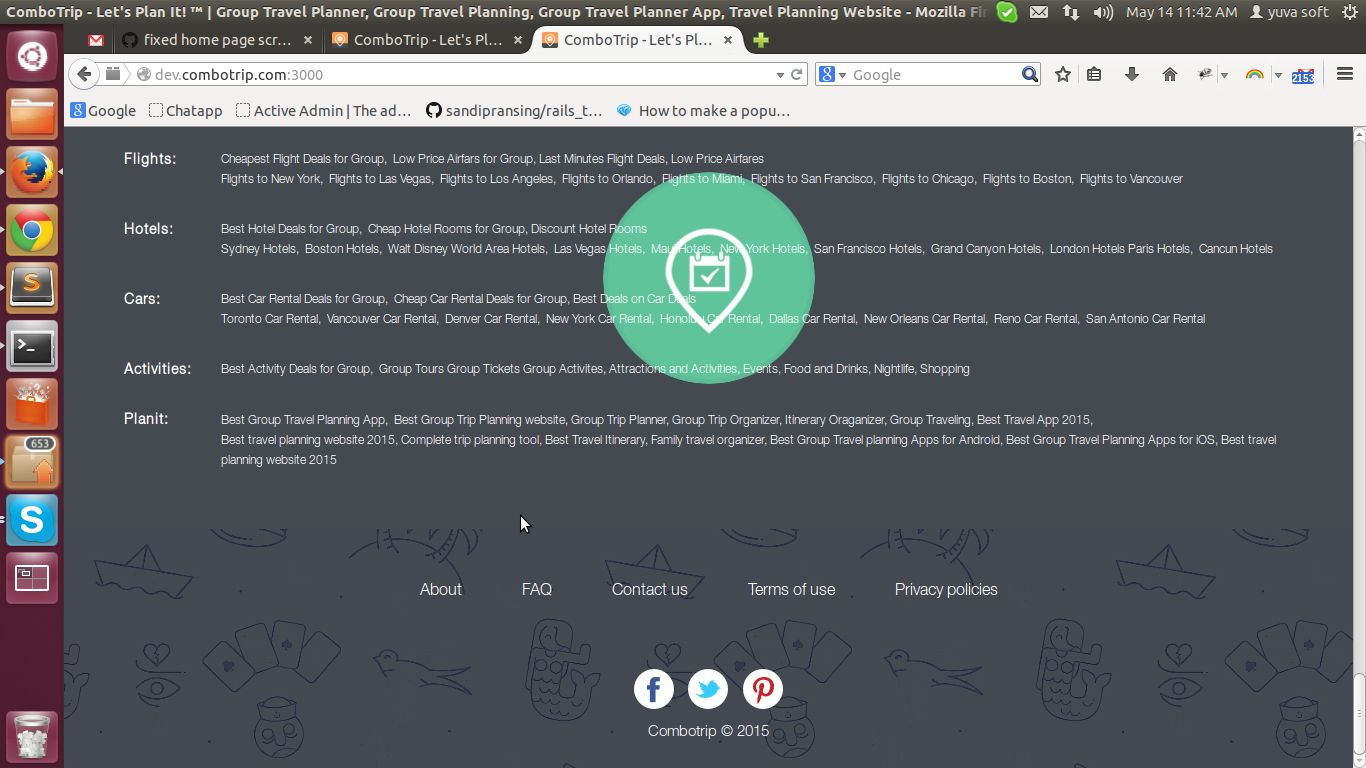 ComboTrip - Let's Plan It! ™ | Group Travel Planner, Group Travel Planning, Group Travel Planner App, Travel Planning Website - Mozilla Fir
May 14 11:42 AM yuva soft
fixed home page scr... ComboTrip - Let's Pl... ComboTrip - Let's Pl...
dev.combotrip.com:3000 Google 2153
Google Chatapp Active Admin | The ad... sandipransing/rails_t... How to make a popu...
Flights: Cheapest Flight Deals for Group, Low Price Airfars for Group, Last Minutes Flight Deals, Low Price Airfares
Flights to New York, Flights to Las Vegas, Flights to Los Angeles, Flights to Orlando, Flights to Miami, Flights to San Francisco, Flights to Chicago, Flights to Boston, Flights to Vancouver
Hotels: Best Hotel Deals for Group, Cheap Hotel Rooms for Group, Discount Hotel Rooms
Sydney Hotels, Boston Hotels, Walt Disney World Area Hotels, Las Vegas Hotels, Maui Hotels, New York Hotels, San Francisco Hotels, Grand Canyon Hotels, London Hotels Paris Hotels, Cancun Hotels
Cars: Best Car Rental Deals for Group, Cheap Car Rental Deals for Group, Best Deals on Car Deals
Toronto Car Rental, Vancouver Car Rental, Denver Car Rental, New York Car Rental, Honolulu Car Rental, Dallas Car Rental, New Orleans Car Rental, Reno Car Rental, San Antonio Car Rental
Activities: Best Activity Deals for Group, Group Tours Group Tickets Group Activites, Attractions and Activities, Events, Food and Drinks, Nightlife, Shopping
Planit: Best Group Travel Planning App, Best Group Trip Planning website, Group Trip Planner, Group Trip Organizer, Itinerary Oraganizer, Group Traveling, Best Travel App 2015,
Best travel planning website 2015, Complete trip planning tool, Best Travel Itinerary, Family travel organizer, Best Group Travel planning Apps for Android, Best Group Travel Planning Apps for iOS, Best travel
planning website 2015
653
About FAQ Contact us Terms of use Privacy policies
Combotrip © 2015